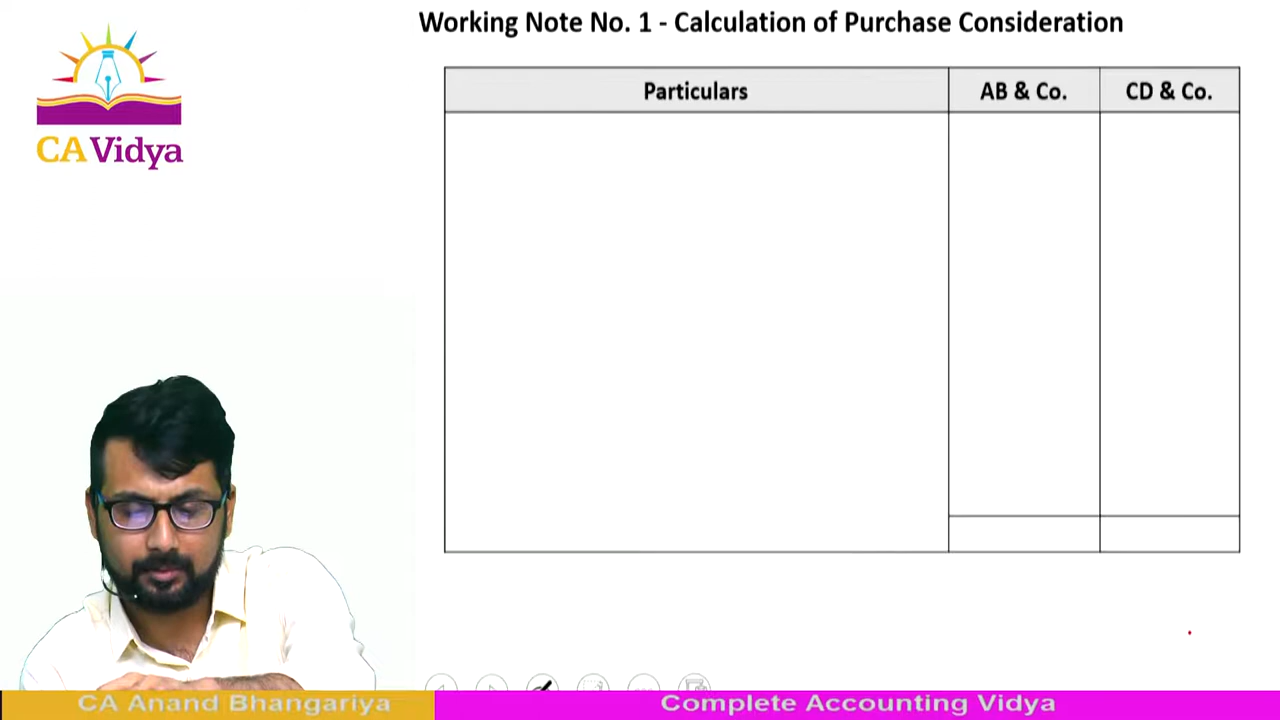 Working Note No. 1 - Calculation of Purchase Consideration
Particulars
AB & Co.
CD & Co.
CA Vidya
CA Anand Bhangariya
Complete Accounting Vidya